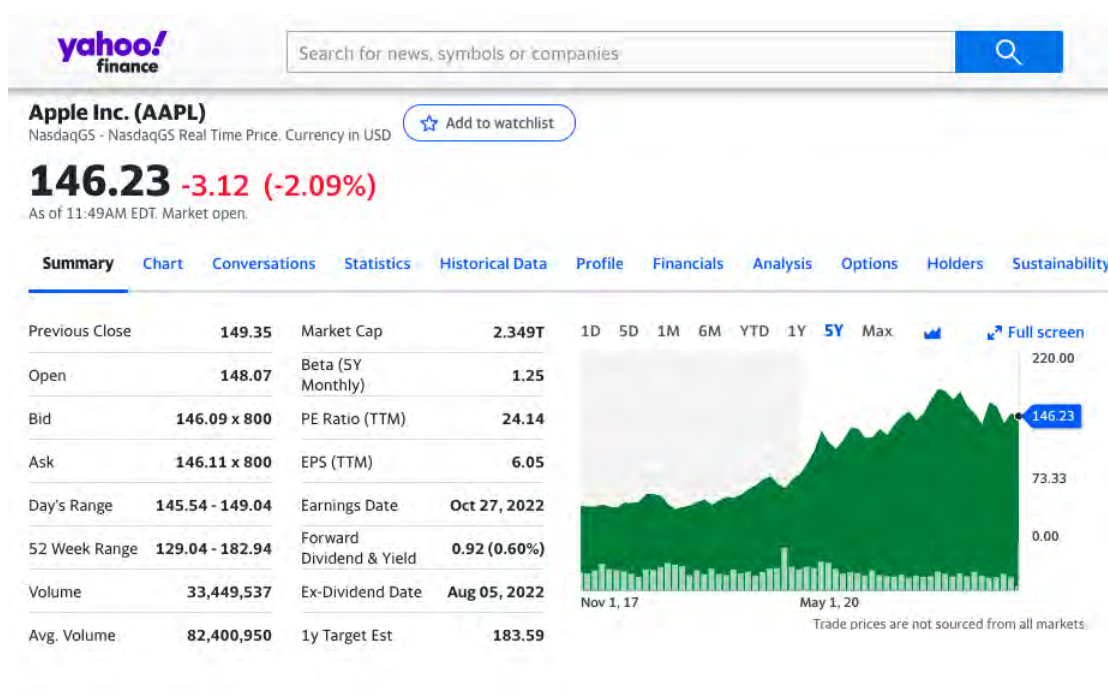 yahoo!
finance
Search for news, symbols or companies
Apple Inc. (AAPL)
NasdaqGS - NasdaqGS Real Time Price. Currency in USD
Add to watchlist
146.23 -3.12 (-2.09%)
As of 11:49AM EDT. Market open.
Summary Chart Conversations Statistics Historical Data Profile Financials Analysis Options Holders Sustainability
Previous Close 149.35
Open 148.07
Bid 146.09 x 800
Ask 146.11 x 800
Day's Range 145.54 - 149.04
52 Week Range 129.04 - 182.94
Volume 33,449,537
Avg. Volume 82,400,950
Market Cap 2.349T
Beta (5Y
Monthly) 1.25
PE Ratio (TTM) 24.14
EPS (TTM) 6.05
Earnings Date Oct 27, 2022
Forward
Dividend & Yield 0.92 (0.60%)
Ex-Dividend Date Aug 05, 2022
1y Target Est 183.59
1D 5D 1M 6M YTD 1Y 5Y Max Full screen
220.00
146.23
73.33
0.00
Nov 1, 17 May 1, 20
Trade prices are not sourced from all markets